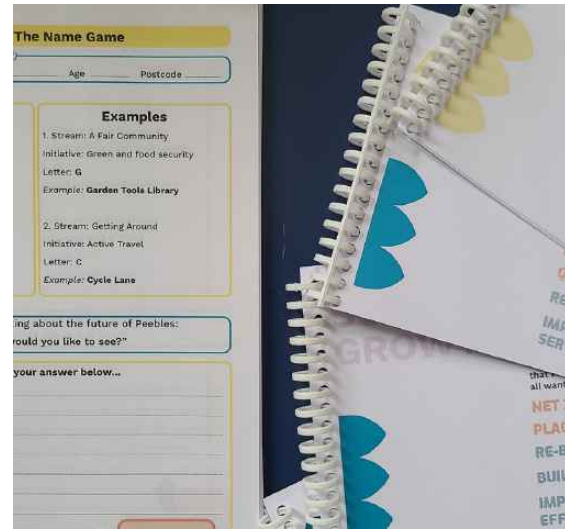 The Name Game
Age Postcode
Examples
1. Stream: A Fair Community
Initiative: Green and food security
Letter: G
Example: Garden Tools Library
2. Stream: Getting Around
Initiative: Active Travel
Letter: C
Example: Cycle Lane
ing about the future of Peebles:
ould you like to see?"
your answer below...
GROW
RE
IMP
SER
that
all want
NET
PLA
RE-B
BUIL
IMP
EFF